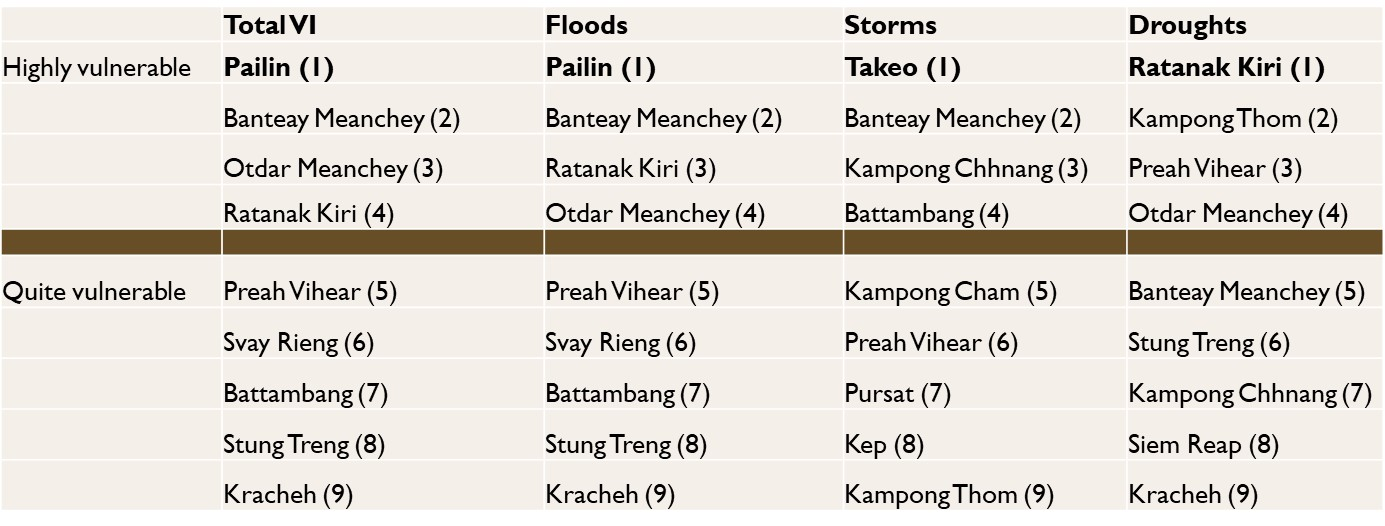 Total VI Floods Storms Droughts
Highly vulnerable Pailin (1) Pailin (1) Takeo (1) Ratanak Kiri (1)
Banteay Meanchey (2) Banteay Meanchey (2) Banteay Meanchey (2) Kampong Thom (2)
Otdar Meanchey (3) Ratanak Kiri (3) Kampong Chhnang (3) Preah Vihear (3)
Ratanak Kiri (4) Otdar Meanchey (4) Battambang (4) Otdar Meanchey (4)
Quite vulnerable Preah Vihear (5) Preah Vihear (5) Kampong Cham (5) Banteay Meanchey (5)
Svay Rieng (6) Svay Rieng (6) Preah Vihear (6) Stung Treng (6)
Battambang (7) Battambang (7) Pursat (7) Kampong Chhnang (7)
Stung Treng (8) Stung Treng (8) Kep (8) Siem Reap (8)
Kracheh (9) Kracheh (9) Kampong Thom (9) Kracheh (9)